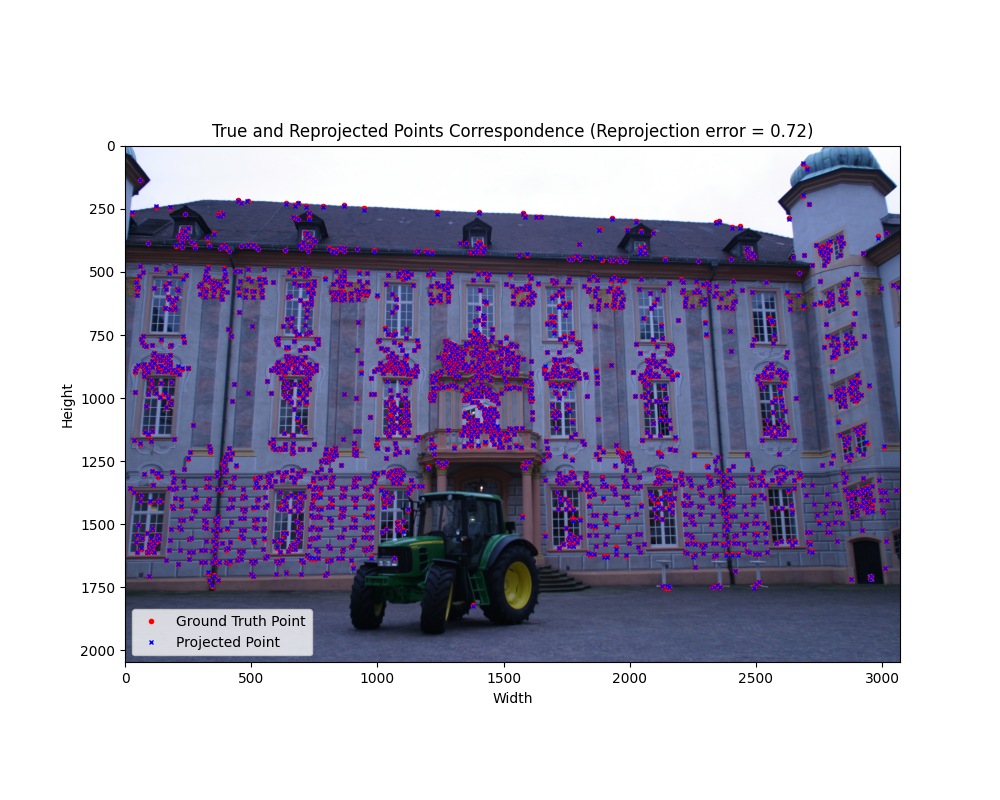 True and Reprojected Points Correspondence (Reprojection error = 0.72)
0
250
500
750
1000
1250
1500
1750
2000
Height
Ground Truth Point
Projected Point
0 500 1000 1500 2000 2500 3000
Width